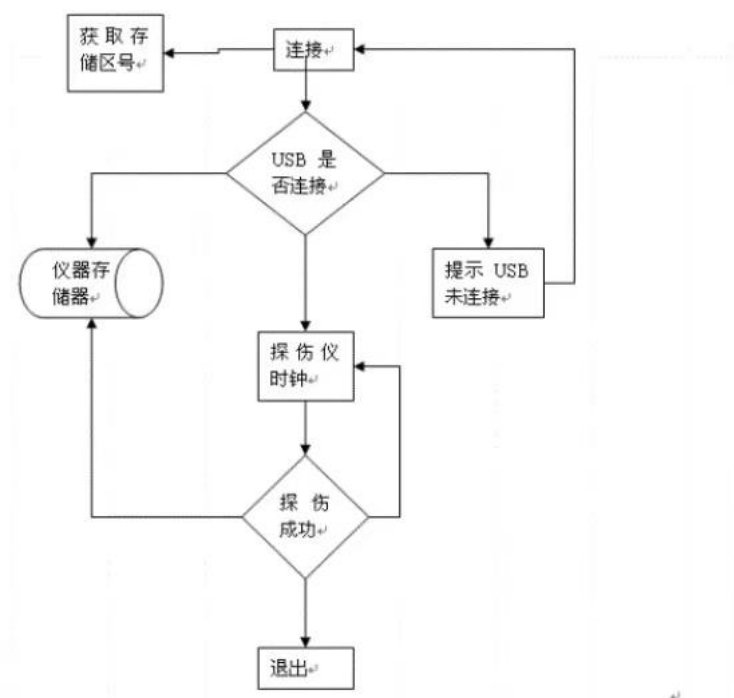 获取存
储区号
连接
USB 是
否连接
仪器存
储器
提示 USB
未连接
探伤仪
时钟
探 伤
成功
退出